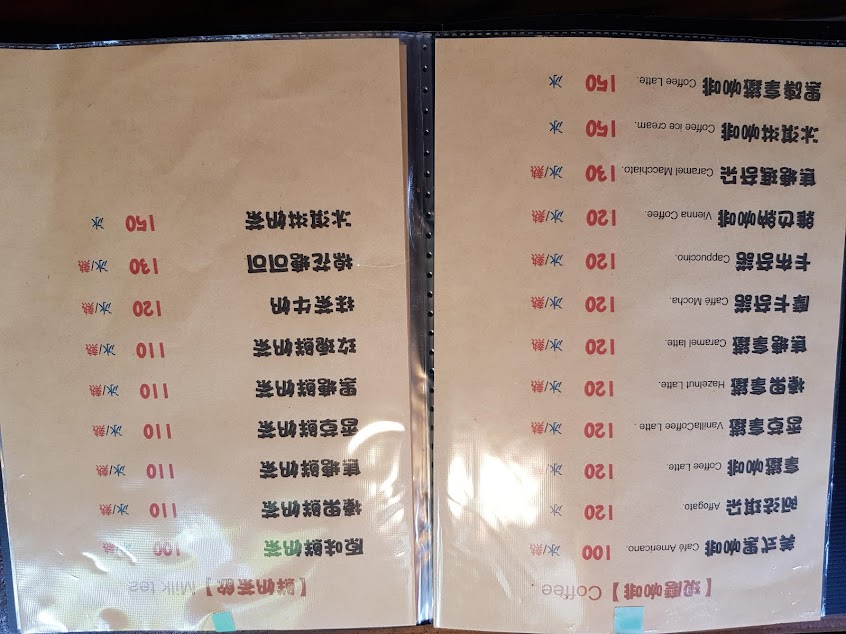 【現磨咖啡】Coffee .
美式黑咖啡 Café Americano. 100 冰/熱
阿法琪朵 Affogato. 120 冰
拿鐵咖啡 Coffee Latte. 120 冰/熱
香草拿鐵 VanillaCoffee Latte . 120 冰/熱
榛果拿鐵 Hazelnut Latte. 120 冰/熱
焦糖拿鐵 Caramel latte. 120 冰/熱
摩卡奇諾 Caffé Mocha. 120 冰/熱
卡布奇諾 Cappuccino. 120 冰/熱
維也納咖啡 Vienna Coffee. 120 冰/熱
焦糖瑪奇朵 Caramel Macchiato. 130 冰/熱
冰淇淋咖啡 Coffee ice cream. 150 冰
黑磚拿鐵咖啡 Coffee Latte. 150 冰
【鮮奶茶飲】Milk tes
原味鮮奶茶 100 冰/熱
榛果鮮奶茶 110 冰/熱
焦糖鮮奶茶 110 冰/熱
香草鮮奶茶 110 冰/熱
黑糖鮮奶茶 110 冰/熱
玫瑰鮮奶茶 110 冰/熱
抹茶牛奶 120 冰/熱
棉花糖可可 130 冰/熱
冰淇淋奶茶 150 冰